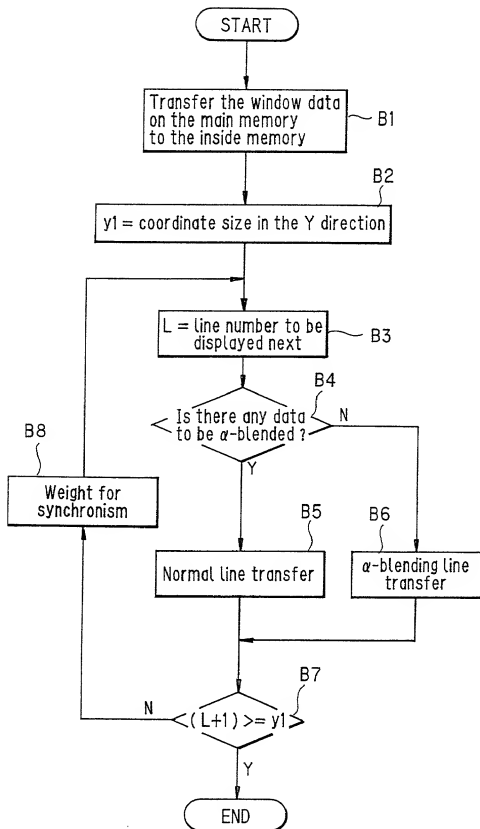 START
Transfer the window data
on the main memory
to the inside memory
B1
B2
y1 = coordinate size in the Y direction
L = line number to be
displayed next
B3
B4
Is there any data
to be α-blended ?
N
Y
B8
Weight for
synchronism
B5
Normal line transfer
B6
α-blending line
transfer
B7
N
(L+1) >= y1
Y
END